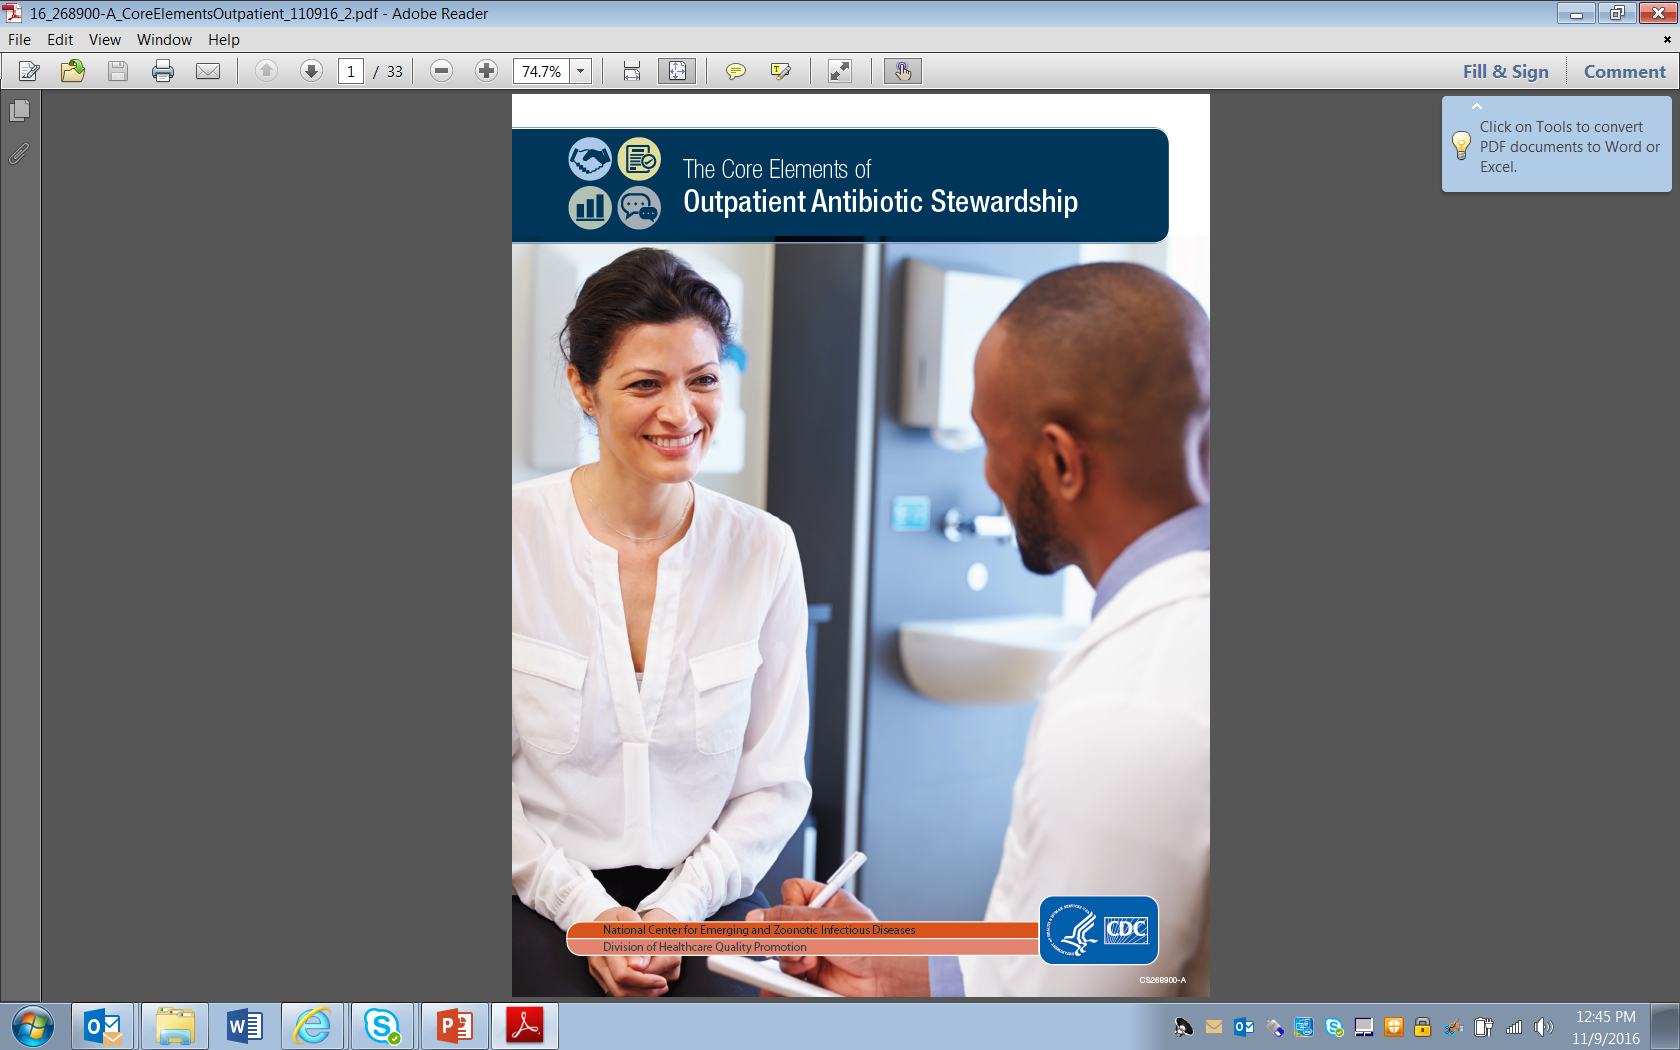 16_268900-A_CoreElementsOutpatient_110916_2.pdf - Adobe Reader
File Edit View Window Help
1 / 33 74.7% Fill & Sign Comment
Click on Tools to convert
PDF documents to Word or
Excel.
The Core Elements of
Outpatient Antibiotic Stewardship
National Center for Emerging and Zoonotic Infectious Diseases
Division of Healthcare Quality Promotion
CDC
CS268900-A
12:45 PM
11/9/2016